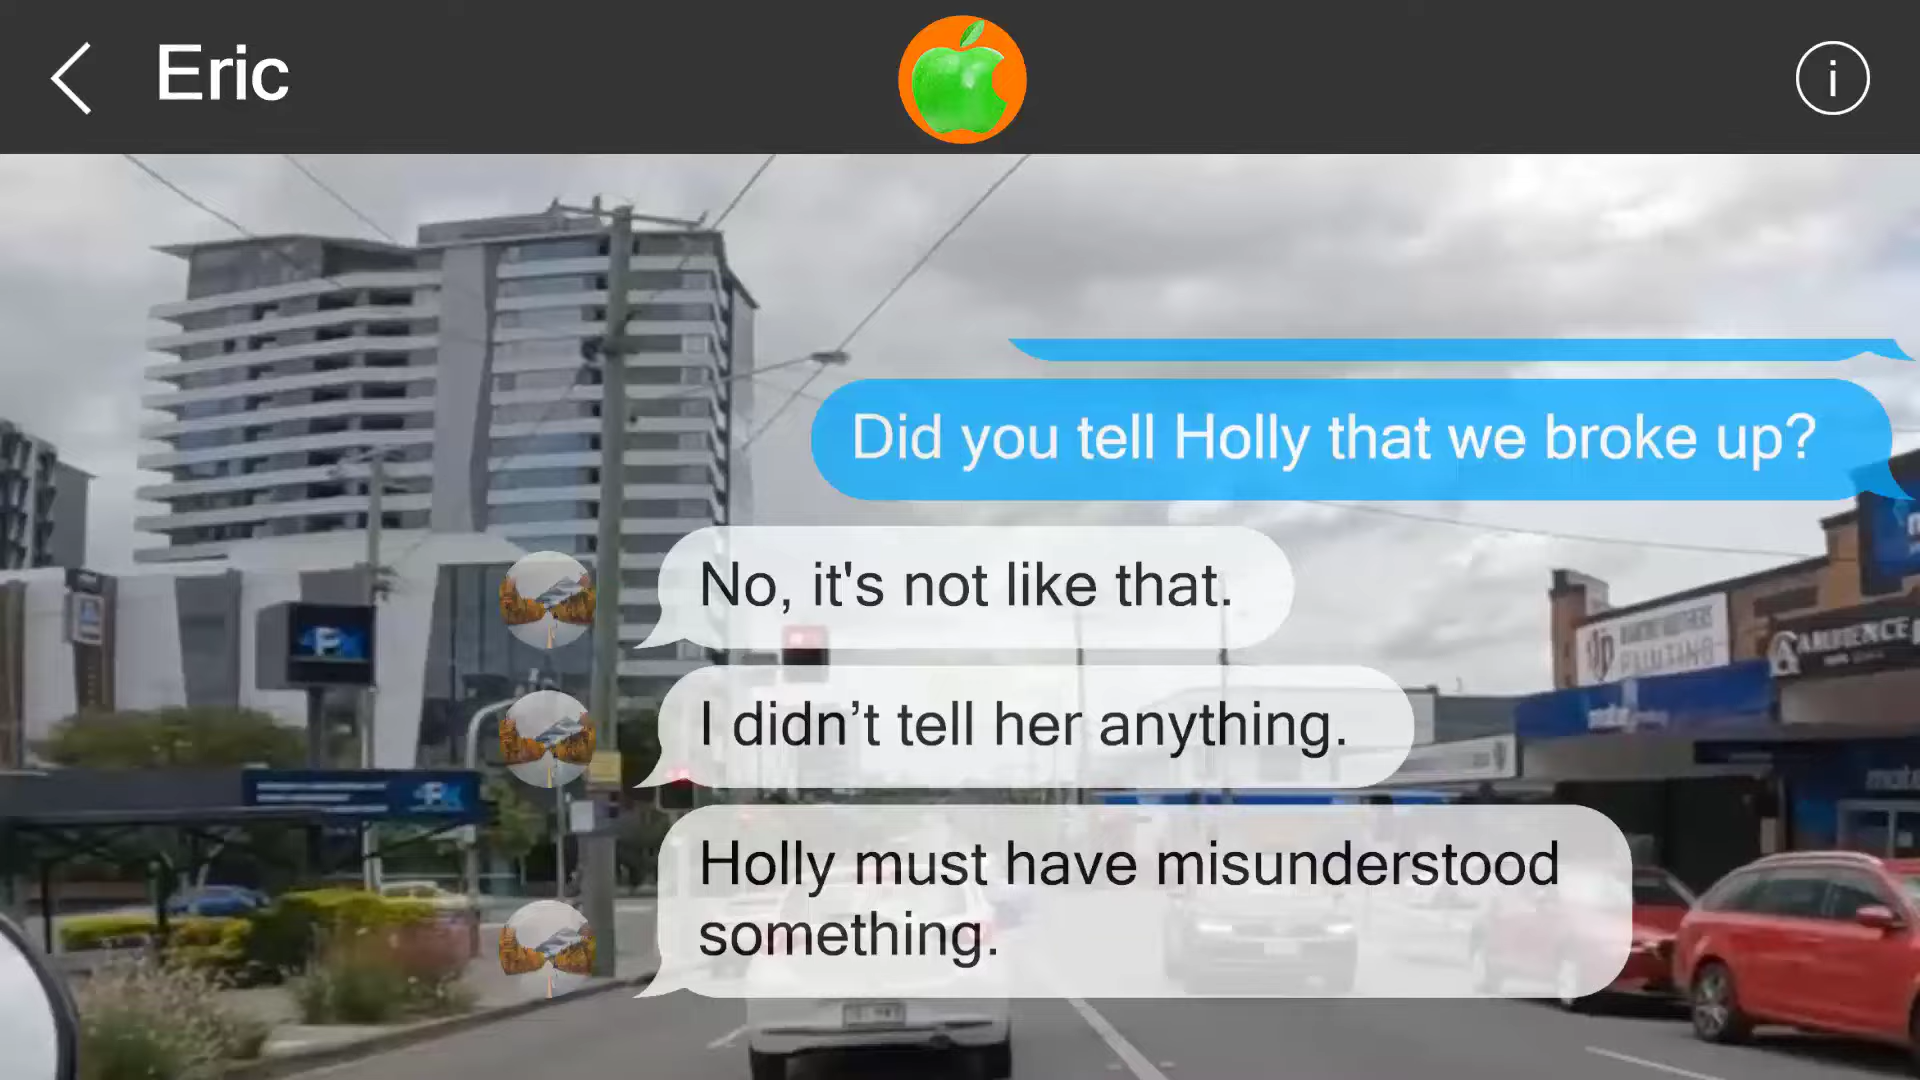 Eric
i
Did you tell Holly that we broke up?
No, it's not like that.
I didn’t tell her anything.
Holly must have misunderstood
something.
PAINTING